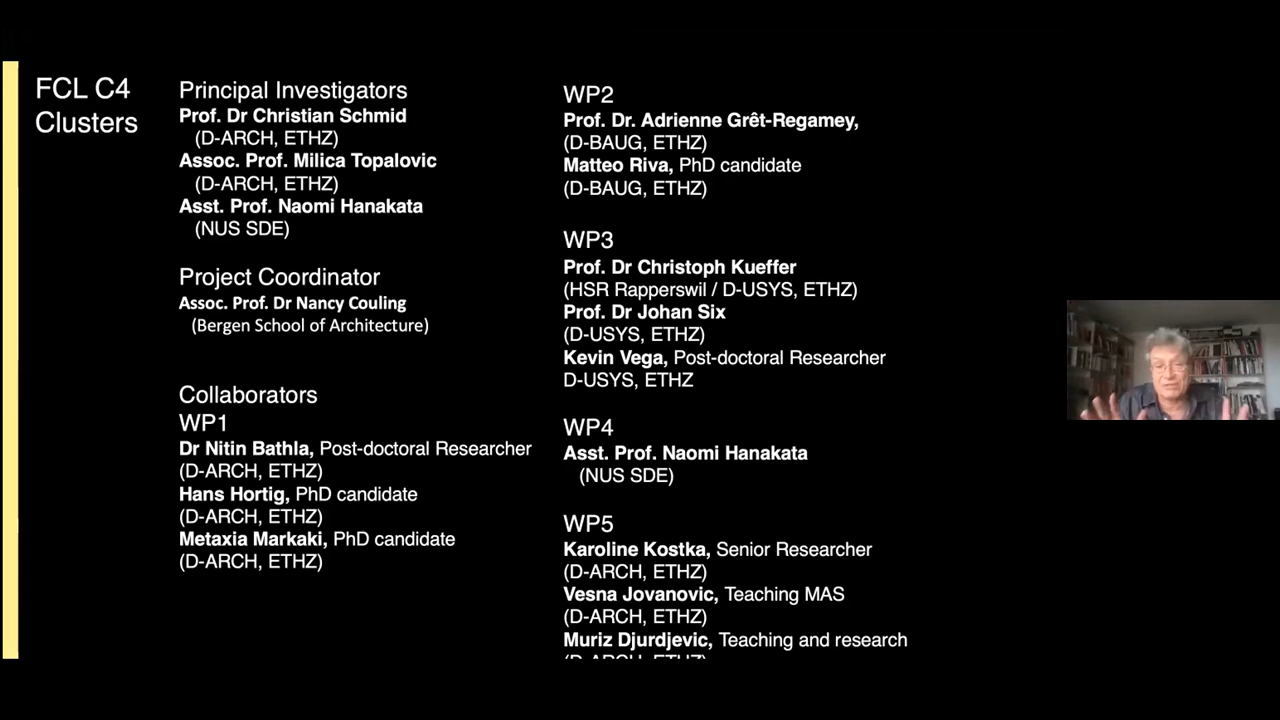 FCL C4
Clusters
Principal Investigators
Prof. Dr Christian Schmid
(D-ARCH, ETHZ)
Assoc. Prof. Milica Topalovic
(D-ARCH, ETHZ)
Asst. Prof. Naomi Hanakata
(NUS SDE)
Project Coordinator
Assoc. Prof. Dr Nancy Couling
(Bergen School of Architecture)
Collaborators
WP1
Dr Nitin Bathla, Post-doctoral Researcher
(D-ARCH, ETHZ)
Hans Hortig, PhD candidate
(D-ARCH, ETHZ)
Metaxia Markaki, PhD candidate
(D-ARCH, ETHZ)
WP2
Prof. Dr. Adrienne Grêt-Regamey,
(D-BAUG, ETHZ)
Matteo Riva, PhD candidate
(D-BAUG, ETHZ)
WP3
Prof. Dr Christoph Kueffer
(HSR Rapperswil / D-USYS, ETHZ)
Prof. Dr Johan Six
(D-USYS, ETHZ)
Kevin Vega, Post-doctoral Researcher
D-USYS, ETHZ
WP4
Asst. Prof. Naomi Hanakata
(NUS SDE)
WP5
Karoline Kostka, Senior Researcher
(D-ARCH, ETHZ)
Vesna Jovanovic, Teaching MAS
(D-ARCH, ETHZ)
Muriz Djurdjevic, Teaching and research
(D-ARCH, ETHZ)